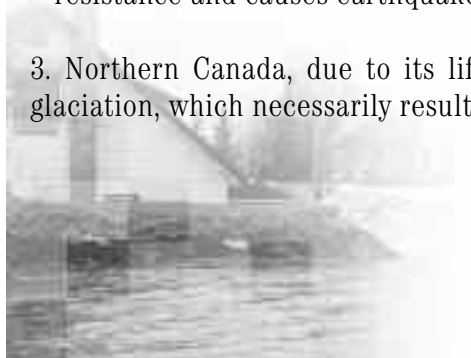 resistance and causes earthquake
3. Northern Canada, due to its lif
glaciation, which necessarily result